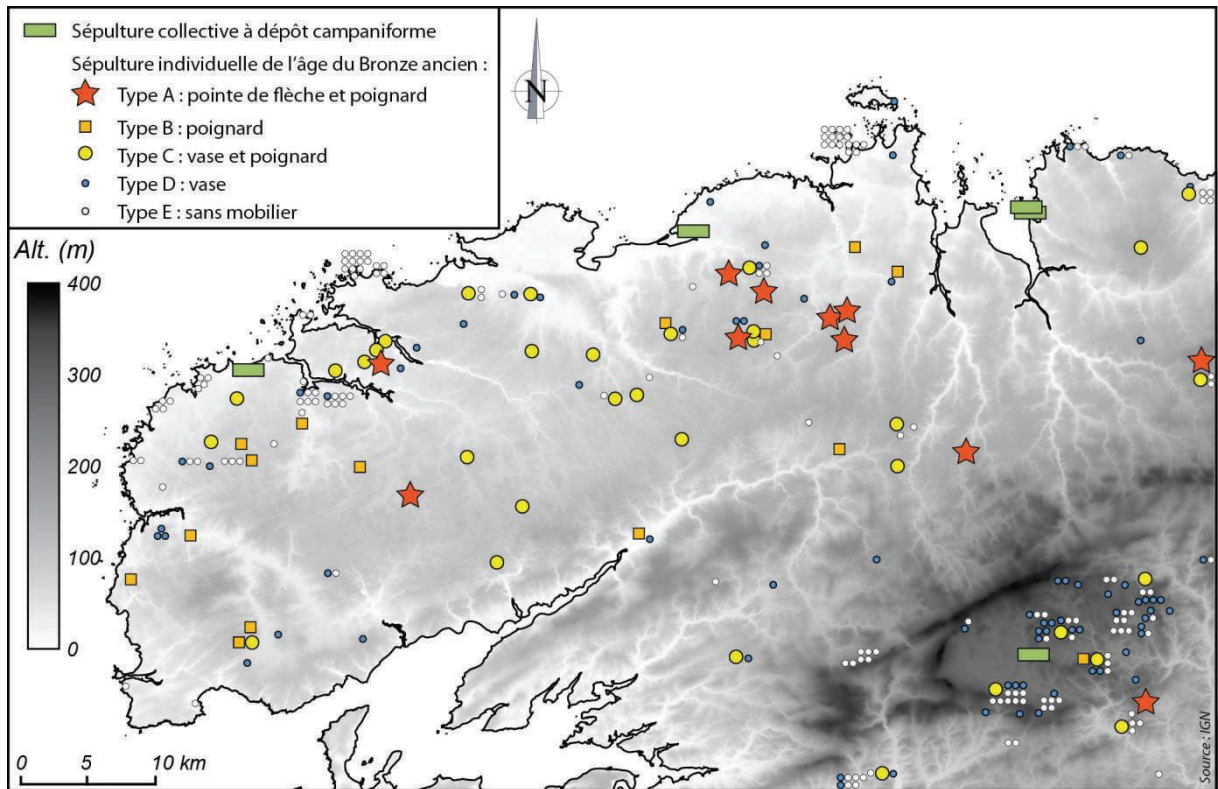 Sépulture collective à dépôt campaniforme
Sépulture individuelle de l'âge du Bronze ancien :
Type A : pointe de flèche et poignard
Type B : poignard
Type C : vase et poignard
Type D : vase
Type E : sans mobilier
N
Alt. (m)
400
300
200
100
0
0 5 10 km
Source : IGN